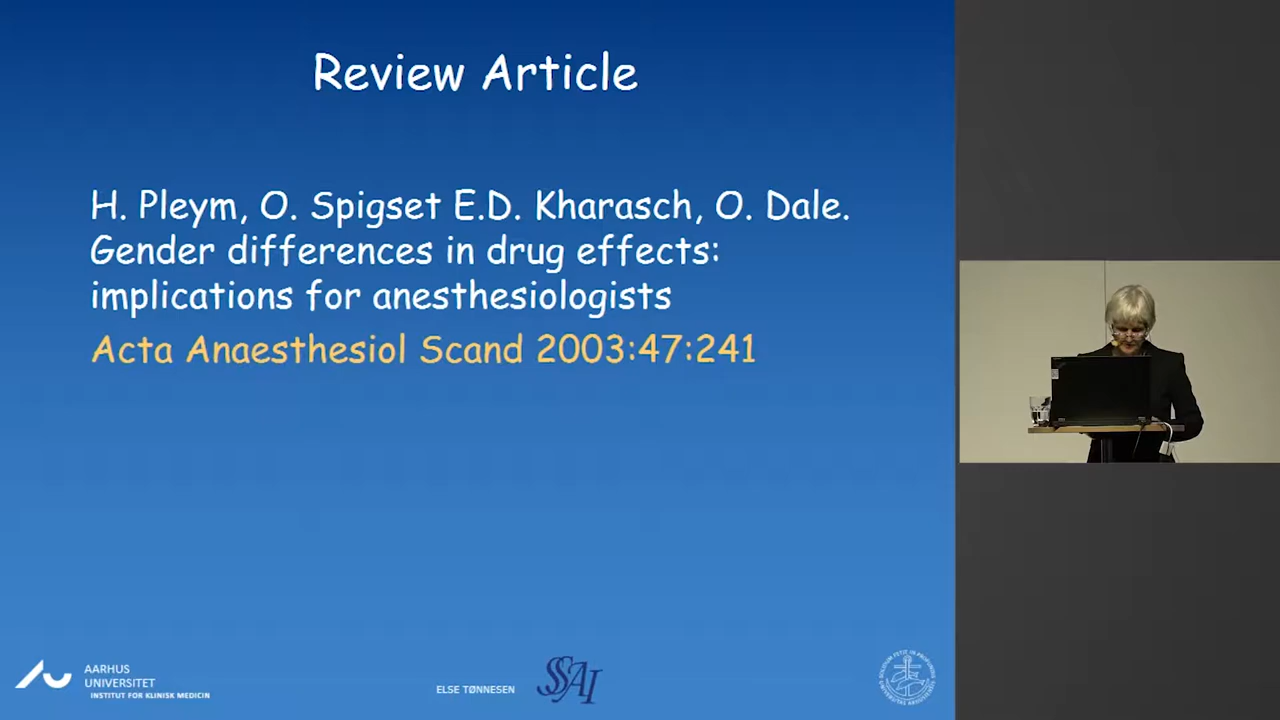 Review Article
H. Pleym, O. Spigset E.D. Kharasch, O. Dale.
Gender differences in drug effects:
implications for anesthesiologists
Acta Anaesthesiol Scand 2003:47:241
AARHUS
UNIVERSITET
INSTITUT FOR KLINISK MEDICIN
ELSE TØNNESEN
SSAI